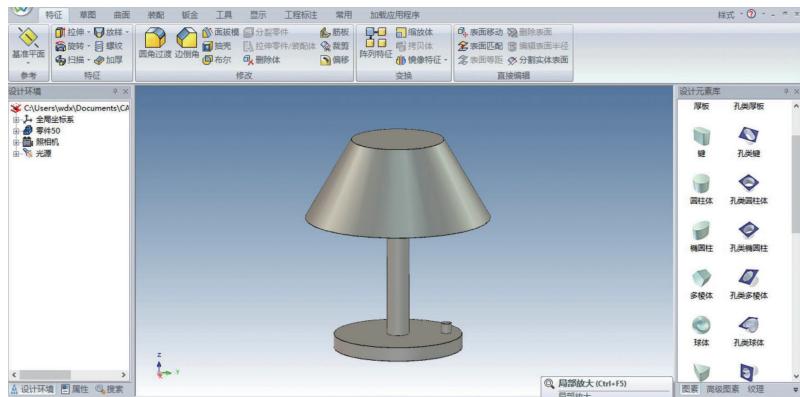 特征 草图 曲面 装配 钣金 工具 显示 工程标注 常用 加载应用程序 样式
基准平面
拉伸 放样
旋转 螺纹
扫描 加厚
圆角过渡 边倒角
面拔模 分裂零件 筋板
抽壳 拉伸零件/装配体 裁剪
布尔 删除体 偏移
阵列特征
缩放体
拷贝体
镜像特征
表面移动 删除表面
表面匹配 编辑表面半径
表面等距 分割实体表面
参考 特征 修改 变换 直接编辑
设计环境
C:\Users\wdx\Documents\CA
全局坐标系
零件50
照相机
光源
Z
Y
设计环境 属性 搜索
局部放大 (Ctrl+F5)
局部放大
设计元素库
厚板 孔类厚板
键 孔类键
圆柱体 孔类圆柱体
椭圆柱 孔类椭圆柱
多棱体 孔类多棱体
球体 孔类球体
图素 高级图素 纹理